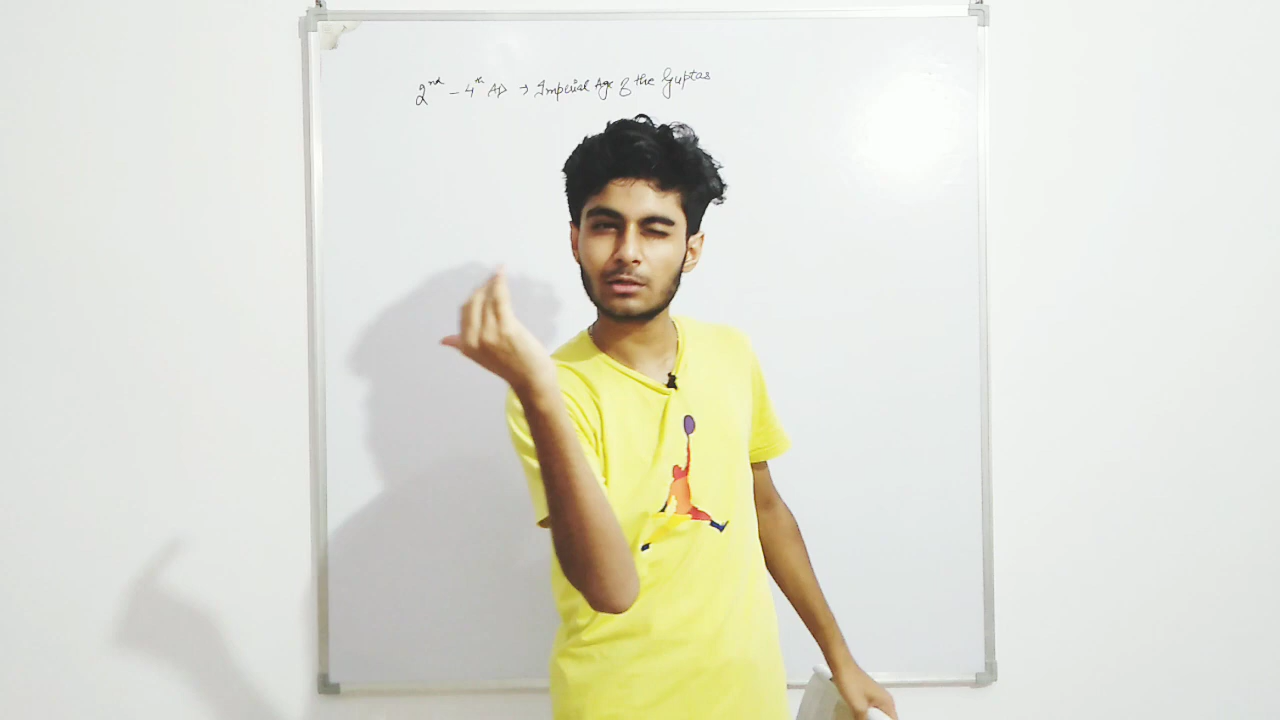 2nd - 4th AD → Imperial Age of the Guptas